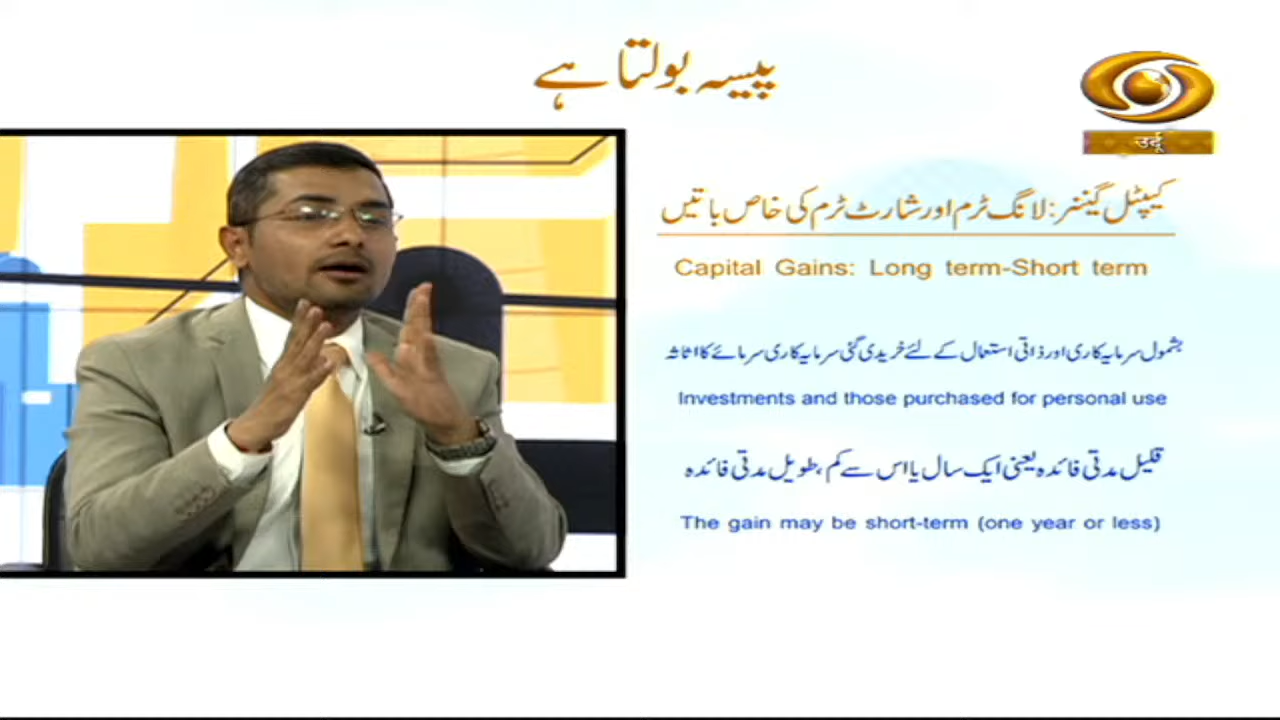 پیسہ بولتا ہے
उर्दू
کیپٹل گینز: لانگ ٹرم اور شارٹ ٹرم کی خاص باتیں
Capital Gains: Long term-Short term
بشمول سرمایہ کاری اور ذاتی استعمال کے لئے خریدی گئی سرمایہ کاری سرمائے کا اثاثہ
Investments and those purchased for personal use
قلیل مدتی فائدہ یعنی ایک سال یا اس سے کم، طویل مدتی فائدہ
The gain may be short-term (one year or less)